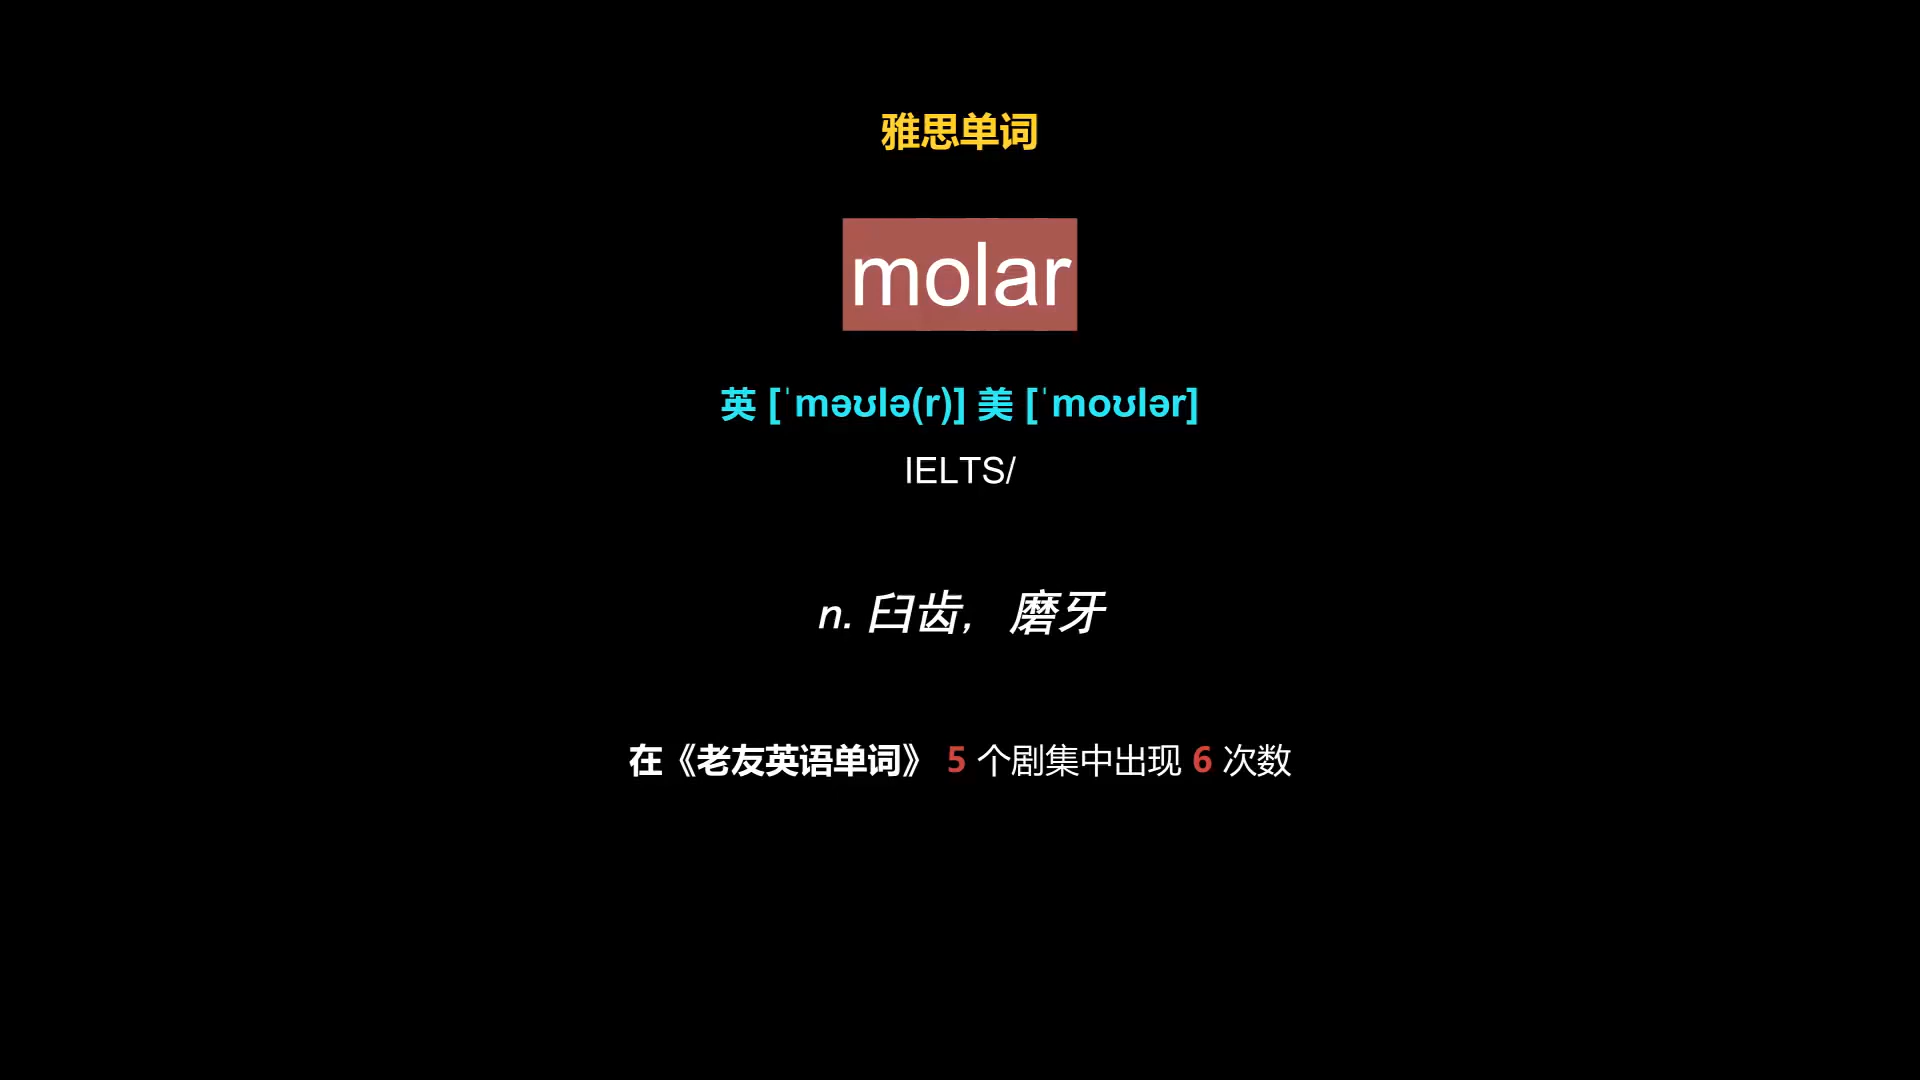 雅思单词
molar
英 [ˈməʊlə(r)] 美 [ˈmoʊlər]
IELTS/
n. 臼齿， 磨牙
在《老友英语单词》 5 个剧集中出现 6 次数